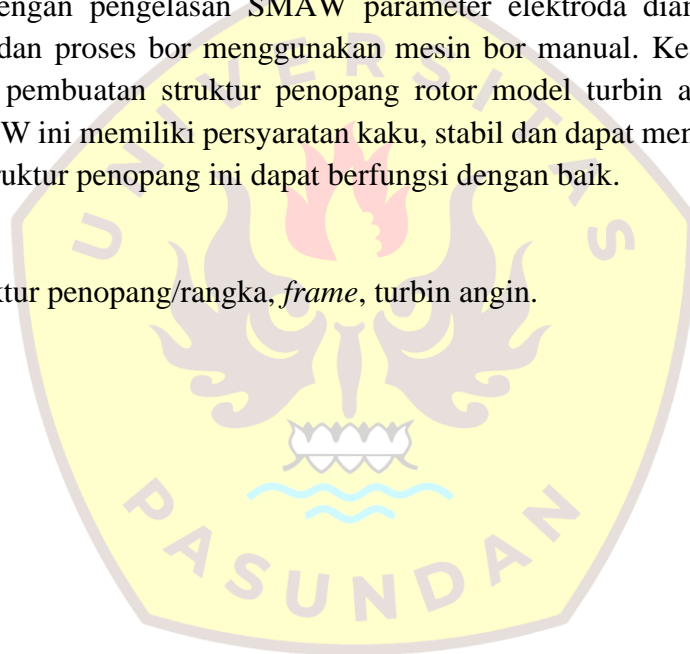 engan pengelasan SMAW parameter elektroda diar
dan proses bor menggunakan mesin bor manual. Ke
pembuatan struktur penopang rotor model turbin a
W ini memiliki persyaratan kaku, stabil dan dapat mer
ruktur penopang ini dapat berfungsi dengan baik.
ktur penopang/rangka, frame, turbin angin.
UNIVERSITAS
PASUNDAN